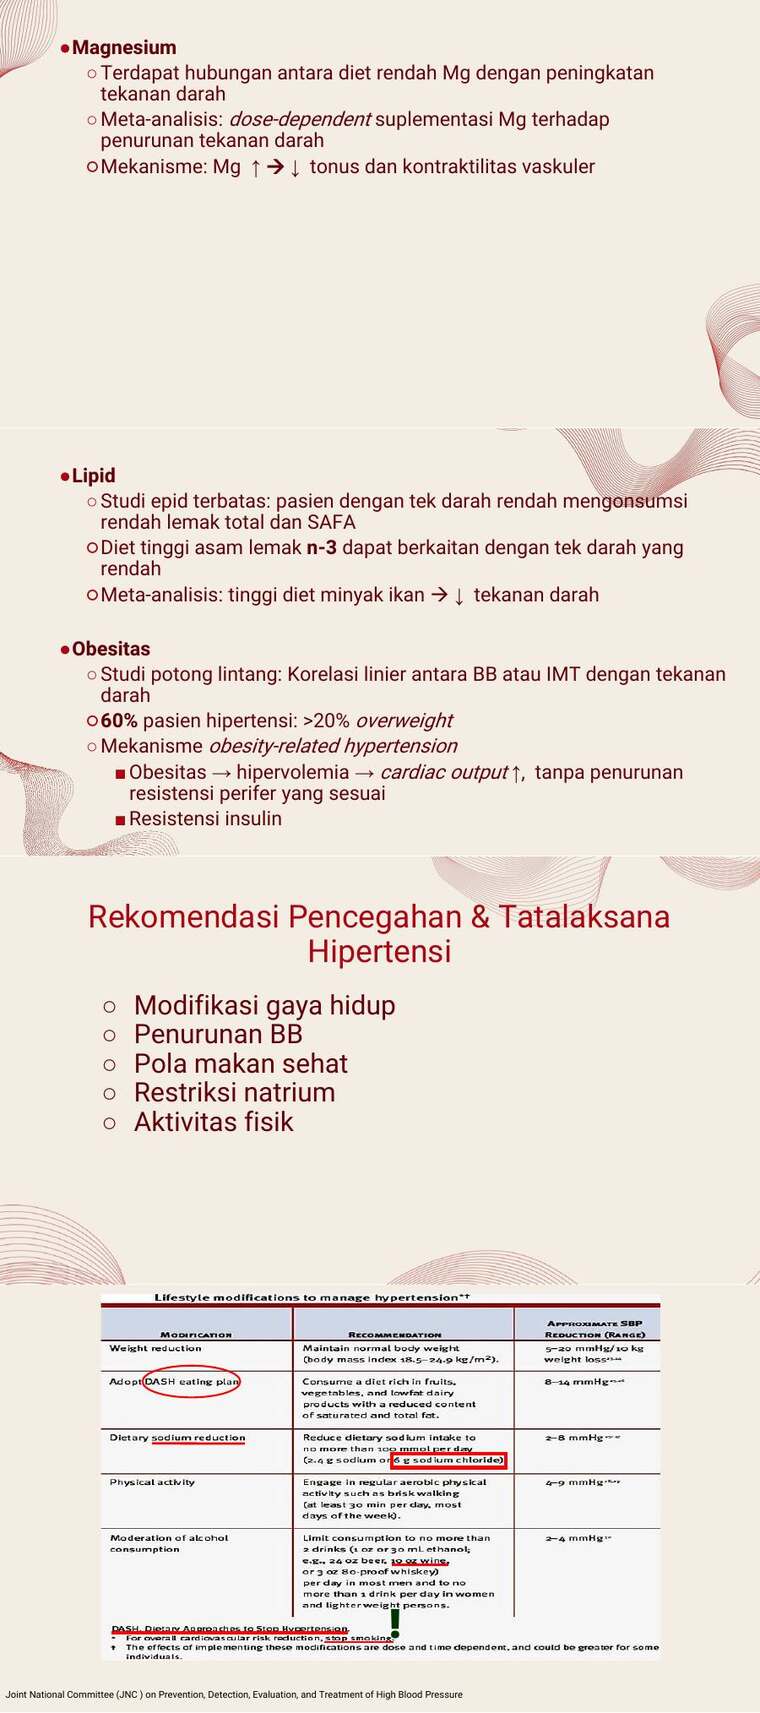 ●Magnesium
○Terdapat hubungan antara diet rendah Mg dengan peningkatan
tekanan darah
○Meta-analisis: dose-dependent suplementasi Mg terhadap
penurunan tekanan darah
○Mekanisme: Mg ↑ → ↓ tonus dan kontraktilitas vaskuler
●Lipid
○Studi epid terbatas: pasien dengan tek darah rendah mengonsumsi
rendah lemak total dan SAFA
○Diet tinggi asam lemak n-3 dapat berkaitan dengan tek darah yang
rendah
○Meta-analisis: tinggi diet minyak ikan → ↓ tekanan darah
●Obesitas
○Studi potong lintang: Korelasi linier antara BB atau IMT dengan tekanan
darah
○60% pasien hipertensi: >20% overweight
○Mekanisme obesity-related hypertension
■Obesitas → hipervolemia → cardiac output↑, tanpa penurunan
resistensi perifer yang sesuai
■Resistensi insulin
Rekomendasi Pencegahan & Tatalaksana
Hipertensi
○ Modifikasi gaya hidup
○ Penurunan BB
○ Pola makan sehat
○ Restriksi natrium
○ Aktivitas fisik
Lifestyle modifications to manage hypertension*†
Modification Recommendation Approximate SBP Reduction (Range)
Weight reduction
Maintain normal body weight
(body mass index 18.5–24.9 kg/m²).
5–20 mmHg/10 kg
weight loss
Adopt DASH eating plan
Consume a diet rich in fruits,
vegetables, and lowfat dairy
products with a reduced content
of saturated and total fat.
8–14 mmHg
Dietary sodium reduction
Reduce dietary sodium intake to
no more than 100 mmol per day
(2.4 g sodium or 6 g sodium chloride)
2–8 mmHg
Physical activity
Engage in regular aerobic physical
activity such as brisk walking
(at least 30 min per day, most
days of the week).
4–9 mmHg
Moderation of alcohol
consumption
Limit consumption to no more than
2 drinks (1 oz or 30 mL ethanol;
e.g., 24 oz beer, 10 oz wine,
or 3 oz 80-proof whiskey)
per day in most men and to no
more than 1 drink per day in women
and lighter weight persons.
2–4 mmHg
!
DASH, Dietary Approaches to Stop Hypertension.
* For overall cardiovascular risk reduction, stop smoking.
† The effects of implementing these modifications are dose and time dependent, and could be greater for some
individuals.
Joint National Committee (JNC ) on Prevention, Detection, Evaluation, and Treatment of High Blood Pressure